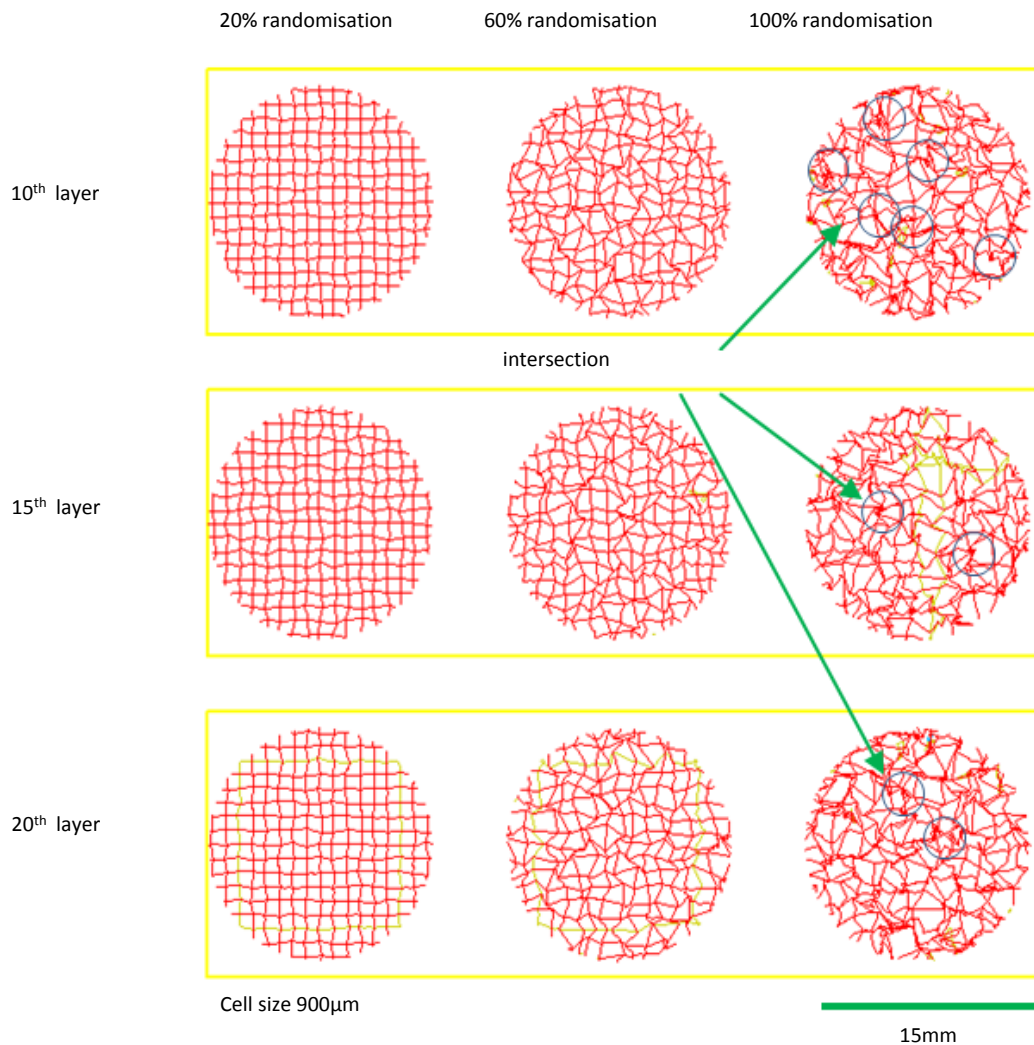 20% randomisation 60% randomisation 100% randomisation
10th layer
intersection
15th layer
20th layer
Cell size 900µm
15mm